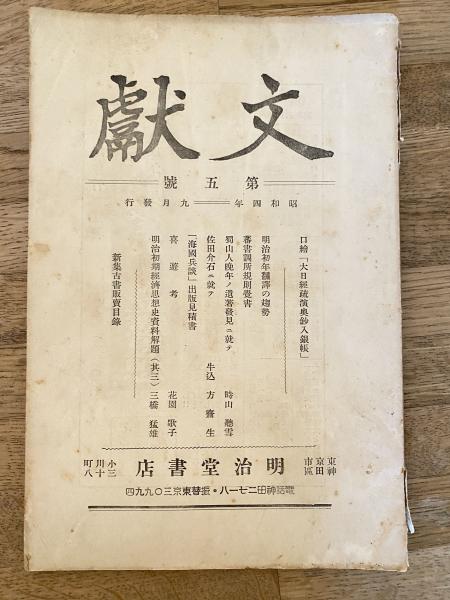 文獻
第五號
昭和四年九月發行
口繪「大日經疏演奧鈔入銀帳」
明治初年飜譯の趨勢
蕃書調所規則覺書
蜀山人晩年ノ遺著發見ニ就テ 時山聽雪
佐田介石ニ就テ 牛込方齋生
「海國兵談」出版見積書
喜遊考 花園歌子
明治初期經濟思想史資料解題(其三) 三橋猛雄
新集古書販賣目錄
東京市神田區小川町三十八
明治堂書店
電話神田二七一八・振替東京三〇九九四